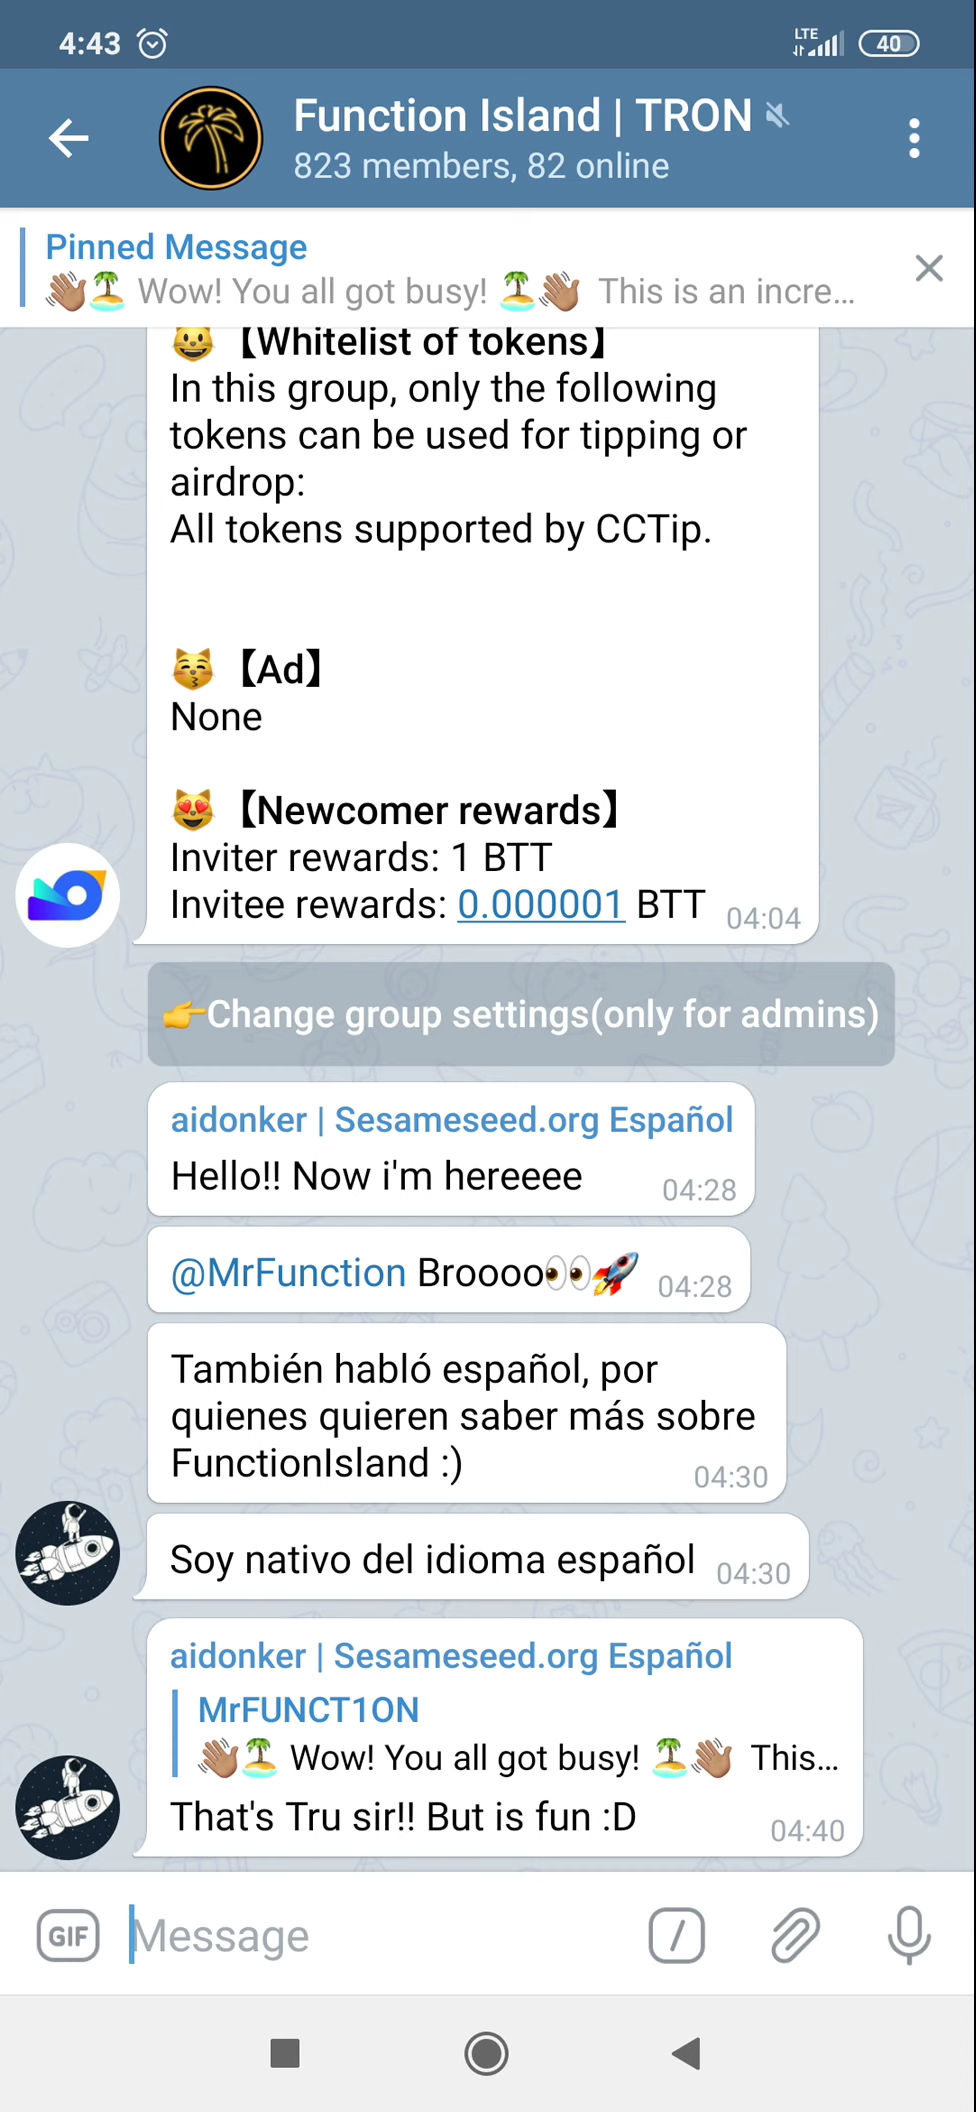 4:43
LTE
40
Function Island | TRON
823 members, 82 online
Pinned Message
👋🏽🏝 Wow! You all got busy! 🏝👋🏽 This is an incre...
😺【Whitelist of tokens】
In this group, only the following
tokens can be used for tipping or
airdrop:
All tokens supported by CCTip.
😽【Ad】
None
😻【Newcomer rewards】
Inviter rewards: 1 BTT
Invitee rewards: 0.000001 BTT 04:04
👉Change group settings(only for admins)
aidonker | Sesameseed.org Español
Hello!! Now i'm hereeee 04:28
@MrFunction Broooo👀🚀 04:28
También habló español, por
quienes quieren saber más sobre
FunctionIsland :) 04:30
Soy nativo del idioma español 04:30
aidonker | Sesameseed.org Español
MrFUNCT1ON
👋🏽🏝 Wow! You all got busy! 🏝👋🏽 This...
That's Tru sir!! But is fun :D 04:40
GIF Message /